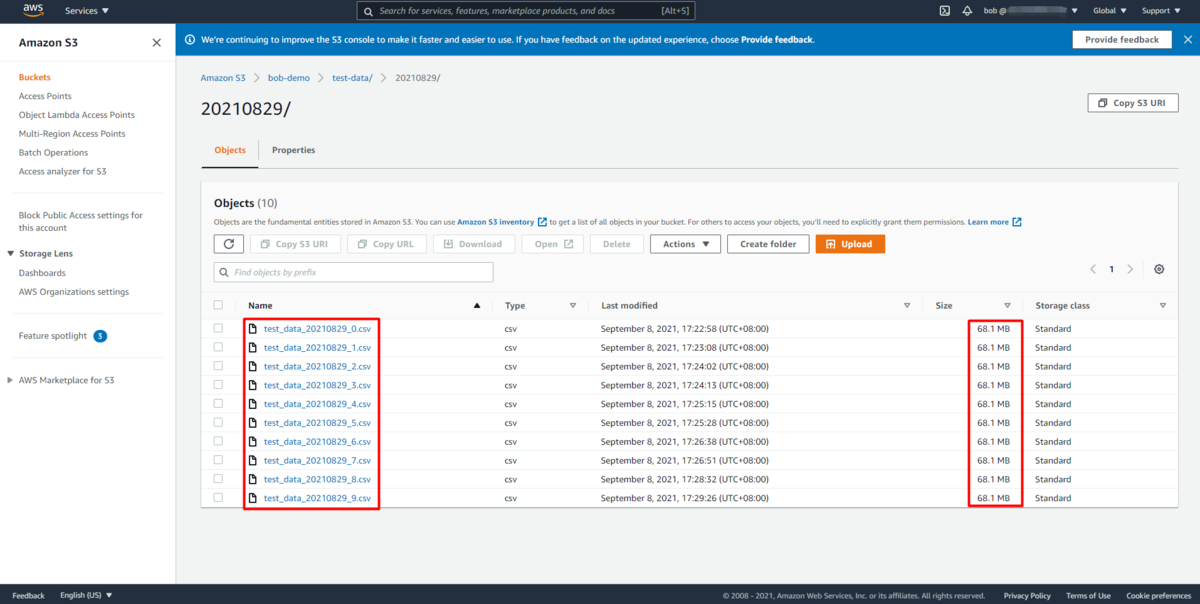 aws Services Search for services, features, marketplace products, and docs [Alt+S] bob @ Global Support
Amazon S3
We're continuing to improve the S3 console to make it faster and easier to use. If you have feedback on the updated experience, choose Provide feedback. Provide feedback
Buckets
Access Points
Object Lambda Access Points
Multi-Region Access Points
Batch Operations
Access analyzer for S3
Block Public Access settings for
this account
Storage Lens
Dashboards
AWS Organizations settings
Feature spotlight 3
AWS Marketplace for S3
Amazon S3 bob-demo test-data/ 20210829/
20210829/
Copy S3 URI
Objects Properties
Objects (10)
Objects are the fundamental entities stored in Amazon S3. You can use Amazon S3 inventory to get a list of all objects in your bucket. For others to access your objects, you'll need to explicitly grant them permissions. Learn more
Copy S3 URI Copy URL Download Open Delete Actions Create folder Upload
Find objects by prefix 1
Name Type Last modified Size Storage class
test_data_20210829_0.csv csv September 8, 2021, 17:22:58 (UTC+08:00) 68.1 MB Standard
test_data_20210829_1.csv csv September 8, 2021, 17:23:08 (UTC+08:00) 68.1 MB Standard
test_data_20210829_2.csv csv September 8, 2021, 17:24:02 (UTC+08:00) 68.1 MB Standard
test_data_20210829_3.csv csv September 8, 2021, 17:24:13 (UTC+08:00) 68.1 MB Standard
test_data_20210829_4.csv csv September 8, 2021, 17:25:15 (UTC+08:00) 68.1 MB Standard
test_data_20210829_5.csv csv September 8, 2021, 17:25:28 (UTC+08:00) 68.1 MB Standard
test_data_20210829_6.csv csv September 8, 2021, 17:26:38 (UTC+08:00) 68.1 MB Standard
test_data_20210829_7.csv csv September 8, 2021, 17:26:51 (UTC+08:00) 68.1 MB Standard
test_data_20210829_8.csv csv September 8, 2021, 17:28:32 (UTC+08:00) 68.1 MB Standard
test_data_20210829_9.csv csv September 8, 2021, 17:29:26 (UTC+08:00) 68.1 MB Standard
Feedback English (US) © 2008 - 2021, Amazon Web Services, Inc. or its affiliates. All rights reserved. Privacy Policy Terms of Use Cookie preferences